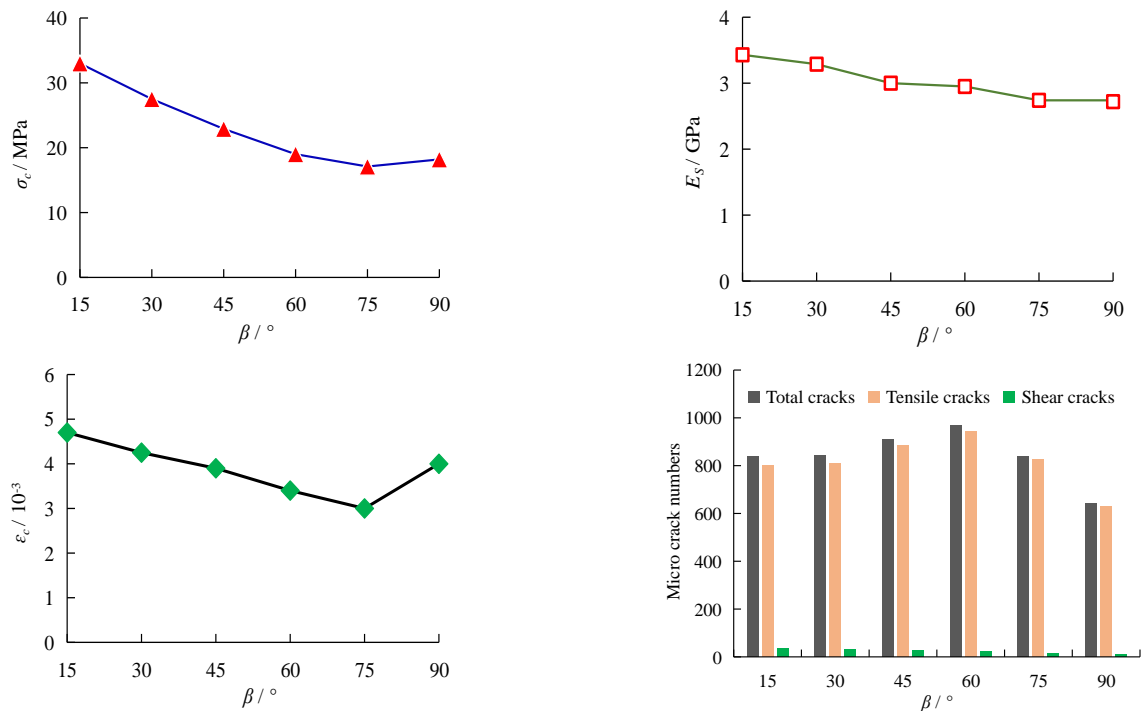 40
30
20
10
0
σc / MPa
15 30 45 60 75 90
β / °
4
3
2
1
0
ES / GPa
15 30 45 60 75 90
β / °
6
5
4
3
2
1
0
εc / 10⁻³
15 30 45 60 75 90
β / °
1200
1000
800
600
400
200
0
Micro crack numbers
Total cracks Tensile cracks Shear cracks
15 30 45 60 75 90
β / °